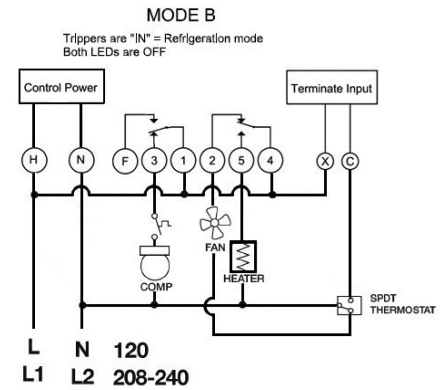 MODE B
Trippers are "IN" = Refrigeration mode
Both LEDs are OFF
Control Power
Terminate Input
H N F 3 1 2 5 4 X C
FAN
HEATER
COMP
SPDT
THERMOSTAT
L N 120
L1 L2 208-240